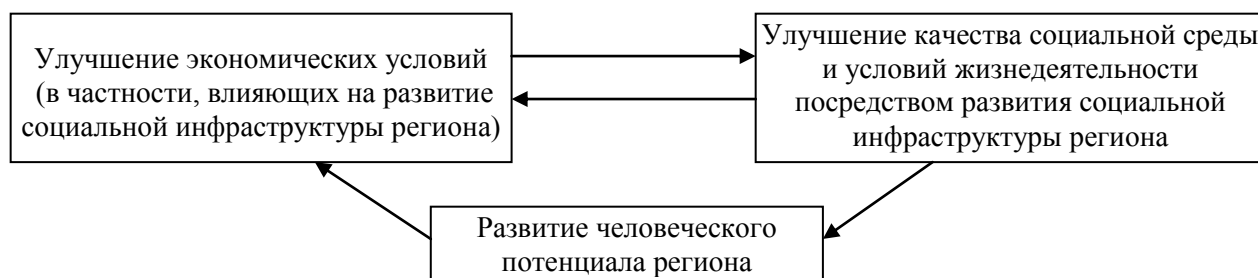 Улучшение экономических условий
(в частности, влияющих на развитие
социальной инфраструктуры региона)
Улучшение качества социальной среды
и условий жизнедеятельности
посредством развития социальной
инфраструктуры региона
Развитие человеческого
потенциала региона